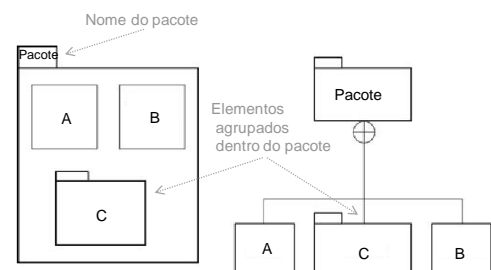 Nome do pacote
Pacote
A
B
C
Elementos
agrupados
dentro do pacote
Pacote
A
C
B